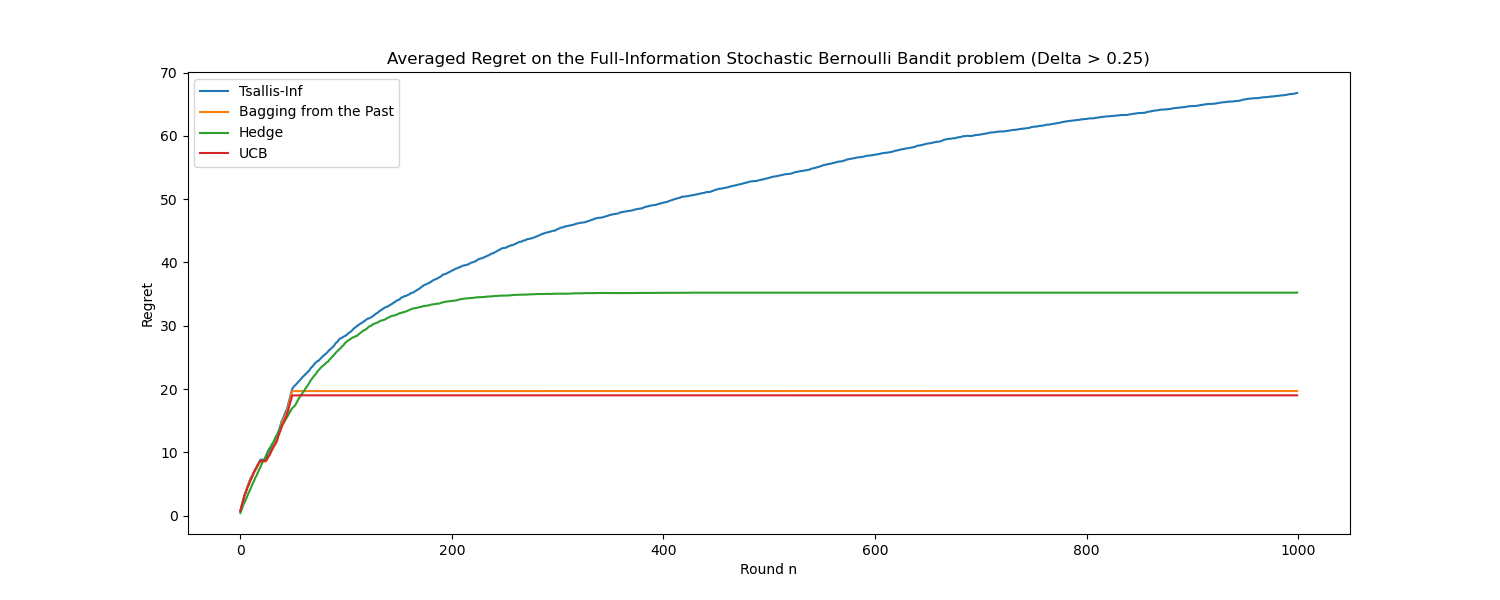 Averaged Regret on the Full-Information Stochastic Bernoulli Bandit problem (Delta > 0.25)
70
60
50
40
30
20
10
0
Regret
Tsallis-Inf
Bagging from the Past
Hedge
UCB
0 200 400 600 800 1000
Round n